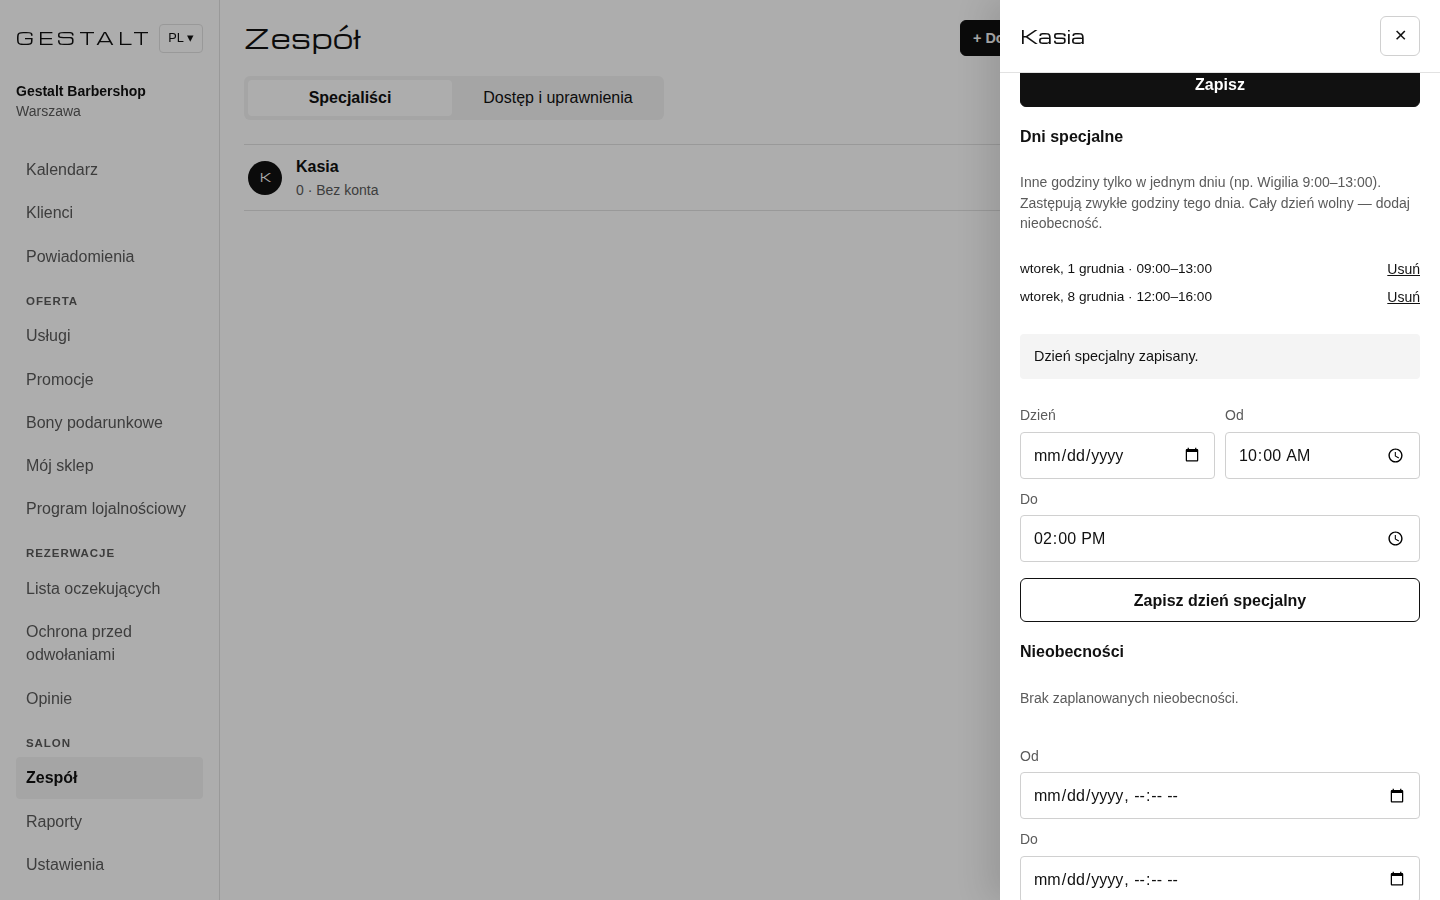 GESTALT
PL ▾
Gestalt Barbershop
Warszawa
Kalendarz
Klienci
Powiadomienia
OFERTA
Usługi
Promocje
Bony podarunkowe
Mój sklep
Program lojalnościowy
REZERWACJE
Lista oczekujących
Ochrona przed
odwołaniami
Opinie
SALON
Zespół
Raporty
Ustawienia
Zespół
Specjaliści
Dostęp i uprawnienia
K
Kasia
0 · Bez konta
Kasia
✕
Zapisz
Dni specjalne
Inne godziny tylko w jednym dniu (np. Wigilia 9:00–13:00).
Zastępują zwykłe godziny tego dnia. Cały dzień wolny — dodaj
nieobecność.
wtorek, 1 grudnia · 09:00–13:00 Usuń
wtorek, 8 grudnia · 12:00–16:00 Usuń
Dzień specjalny zapisany.
Dzień Od
mm/dd/yyyy 10:00 AM
Do
02:00 PM
Zapisz dzień specjalny
Nieobecności
Brak zaplanowanych nieobecności.
Od
mm/dd/yyyy, --:-- --
Do
mm/dd/yyyy, --:-- --